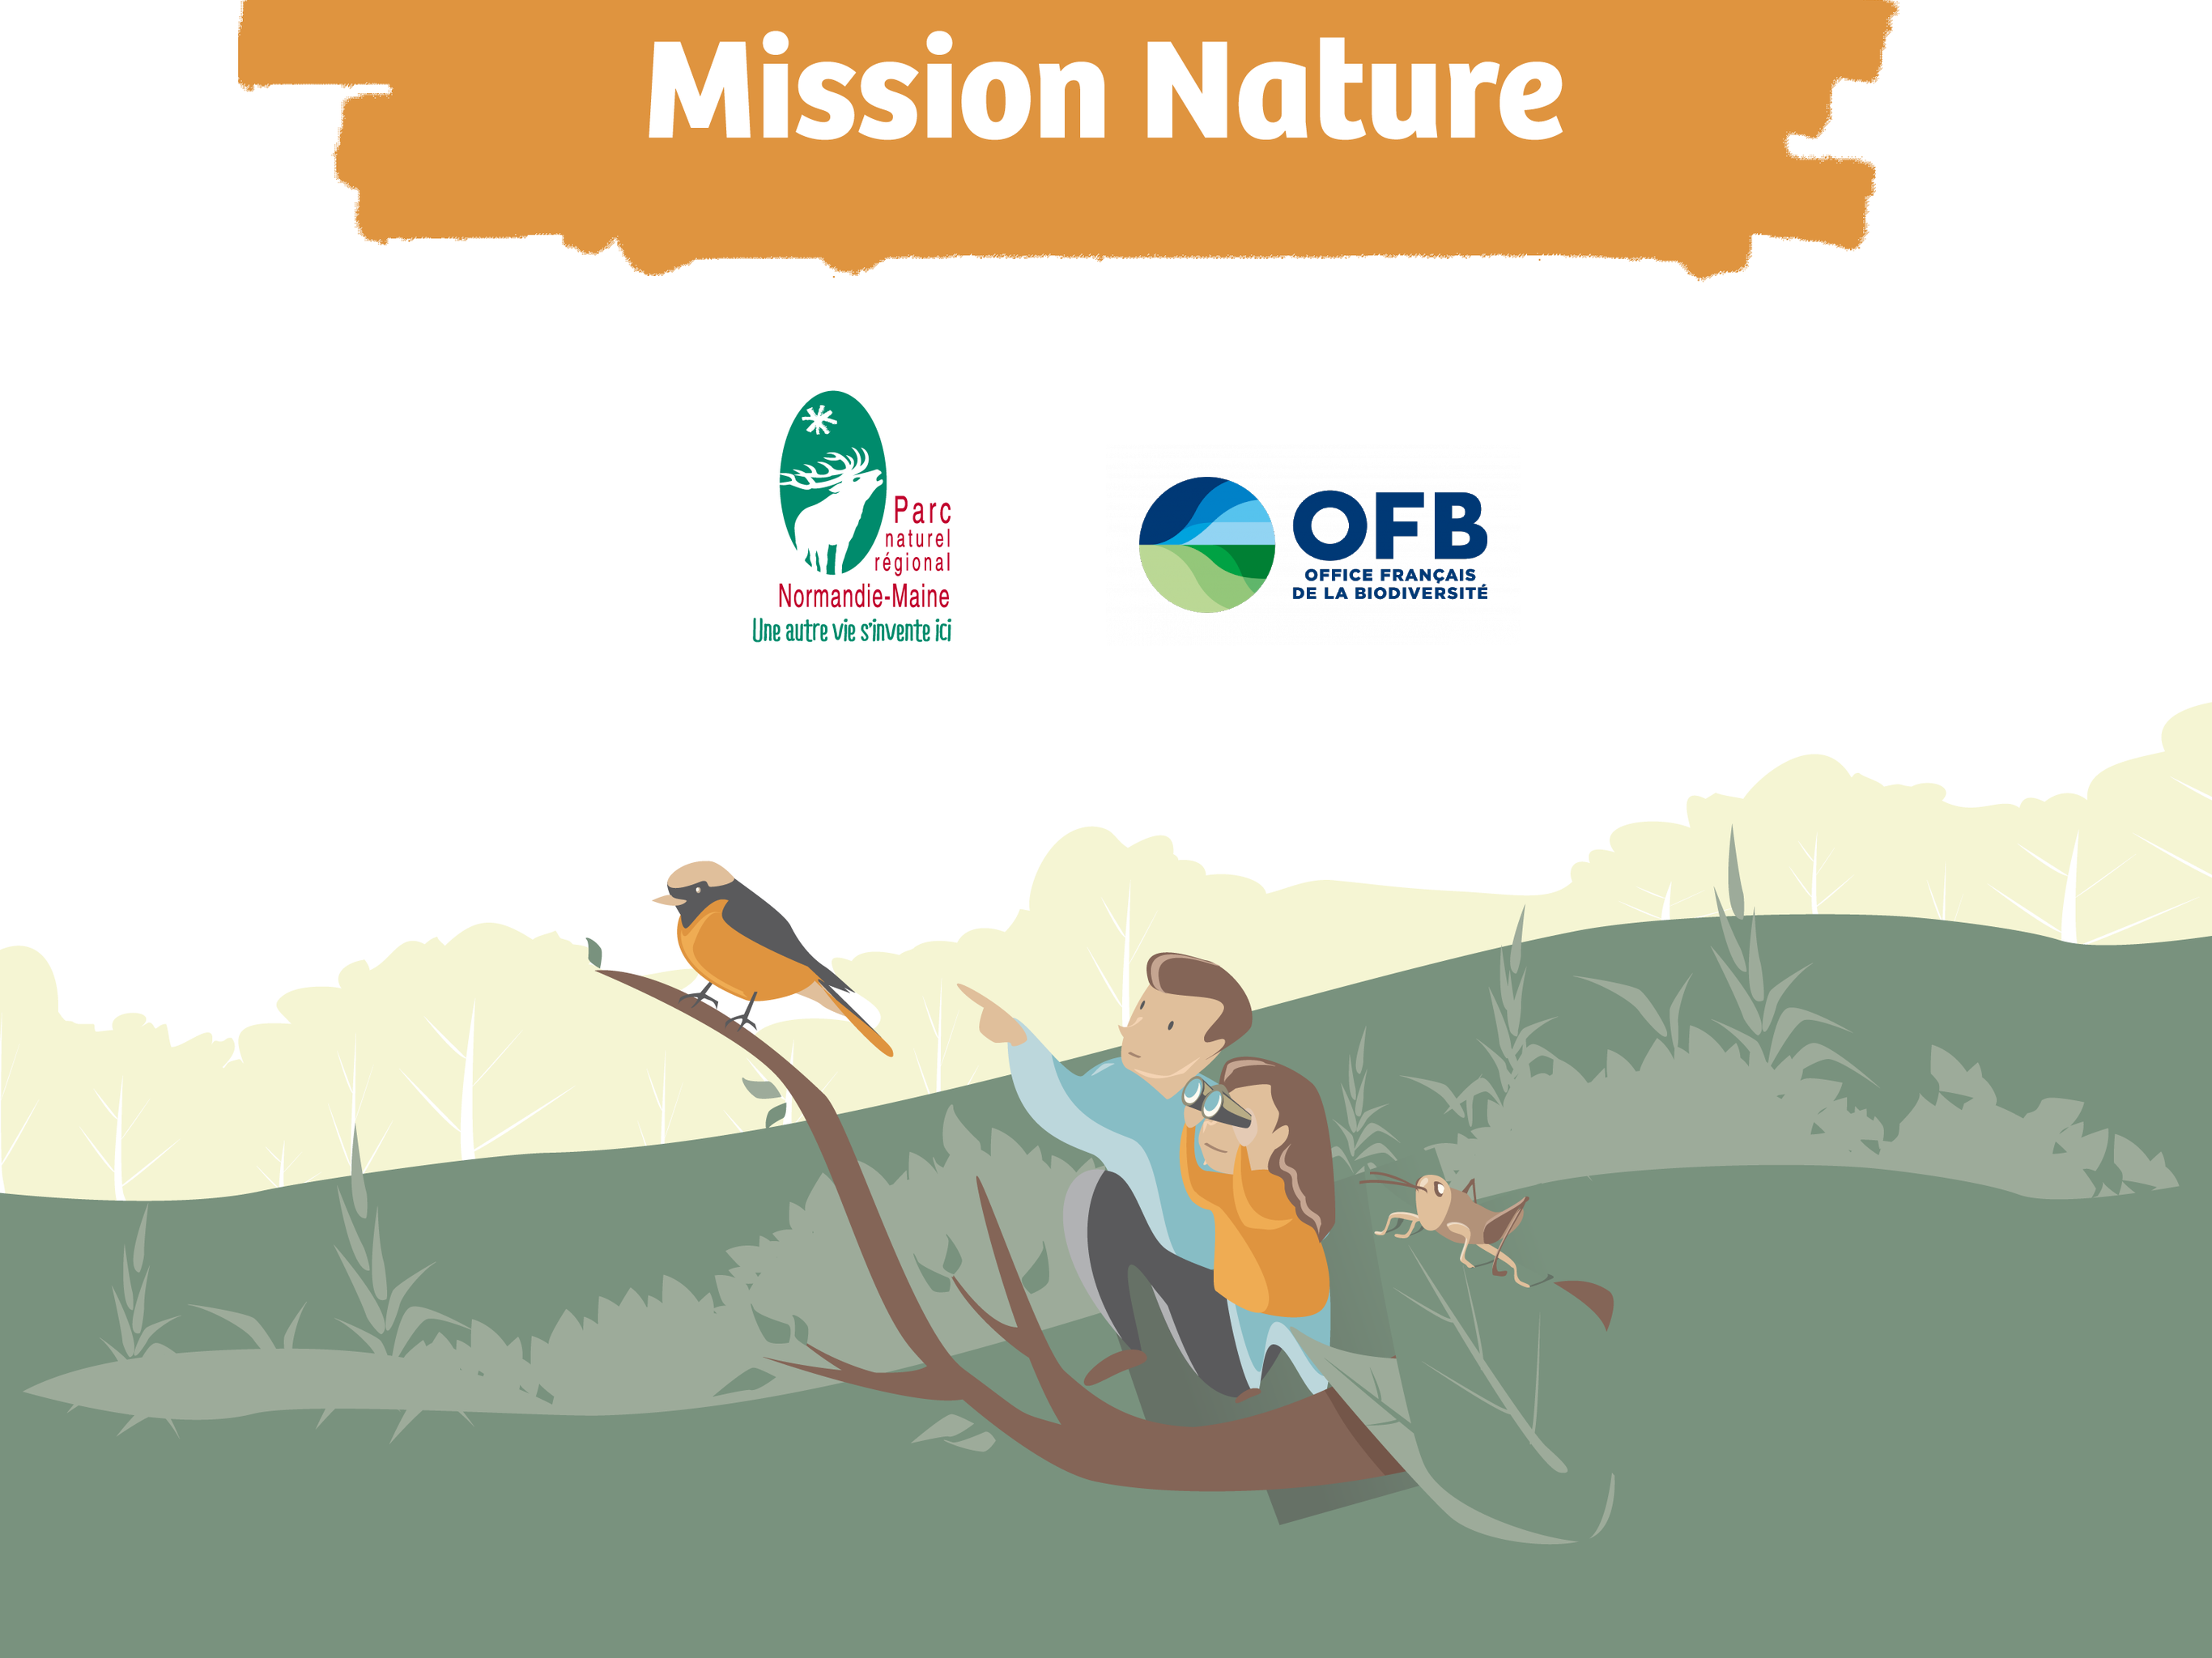 Mission Nature
Parc
naturel
régional
Normandie-Maine
Une autre vie s'invente ici
OFB
OFFICE FRANÇAIS
DE LA BIODIVERSITÉ